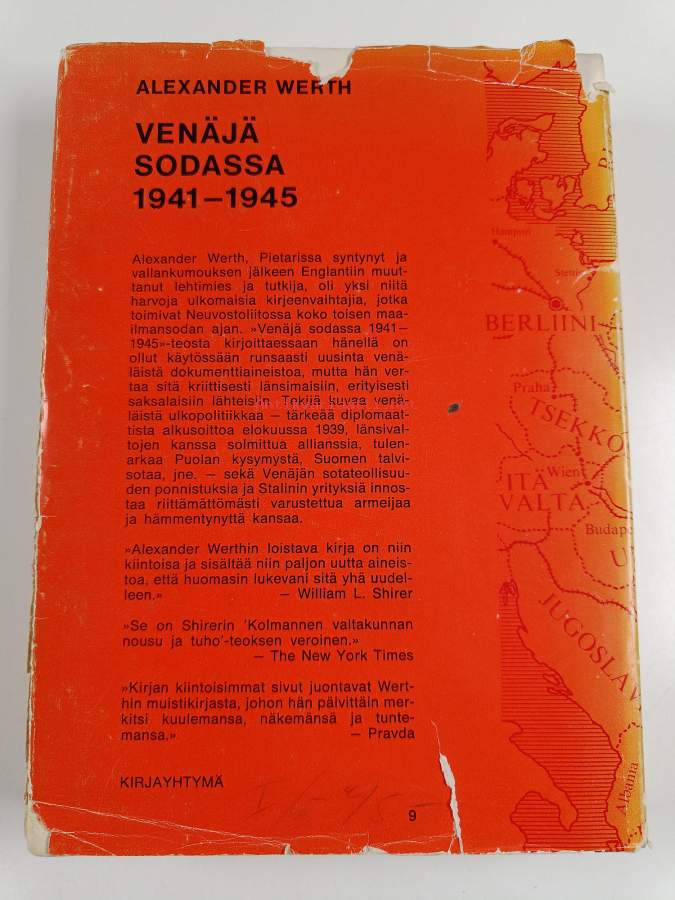 ALEXANDER WERTH
VENÄJÄ
SODASSA
1941–1945
Alexander Werth, Pietarissa syntynyt ja
vallankumouksen jälkeen Englantiin muut-
tanut lehtimies ja tutkija, oli yksi niitä
harvoja ulkomaisia kirjeenvaihtajia, jotka
toimivat Neuvostoliitossa koko toisen maa-
ilmansodan ajan. »Venäjä sodassa 1941–
1945»-teosta kirjoittaessaan hänellä on
ollut käytössään runsaasti uusinta venä-
läistä dokumenttiaineistoa, mutta hän ver-
taa sitä kriittisesti länsimaisiin, erityisesti
saksalaisiin lähteisiin. Tekijä kuvaa venä-
läistä ulkopolitiikkaa – tärkeää diplomaat-
tista alkusoittoa elokuussa 1939, länsival-
tojen kanssa solmittua allianssia, tulen-
arkaa Puolan kysymystä, Suomen talvi-
sotaa, jne. – sekä Venäjän sotateollisuu-
den ponnistuksia ja Stalinin yrityksiä innos-
taa riittämättömästi varustettua armeijaa
ja hämmentynyttä kansaa.
»Alexander Werthin loistava kirja on niin
kiintoisa ja sisältää niin paljon uutta aineis-
toa, että huomasin lukevani sitä yhä uudel-
leen.» – William L. Shirer
»Se on Shirerin 'Kolmannen valtakunnan
nousu ja tuho'-teoksen veroinen.»
– The New York Times
»Kirjan kiintoisimmat sivut juontavat Wert-
hin muistikirjasta, johon hän päivittäin mer-
kitsi kuulemansa, näkemänsä ja tunte-
mansa.» – Pravda
KIRJAYHTYMÄ
9
BERLIINI
Praha
TSEKKO
ITÄ
VALTA
Wien
Budape
U
JUGOSLAV
Albania